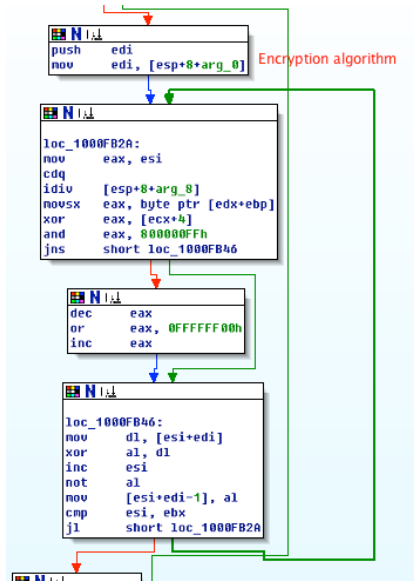 push edi
mov edi, [esp+8+arg_0]
Encryption algorithm
loc_1000FB2A:
mov eax, esi
cdq
idiv [esp+8+arg_8]
movsx eax, byte ptr [edx+ebp]
xor eax, [ecx+4]
and eax, 800000FFh
jns short loc_1000FB46
dec eax
or eax, 0FFFFFF00h
inc eax
loc_1000FB46:
mov dl, [esi+edi]
xor al, dl
inc esi
not al
mov [esi+edi-1], al
cmp esi, ebx
jl short loc_1000FB2A